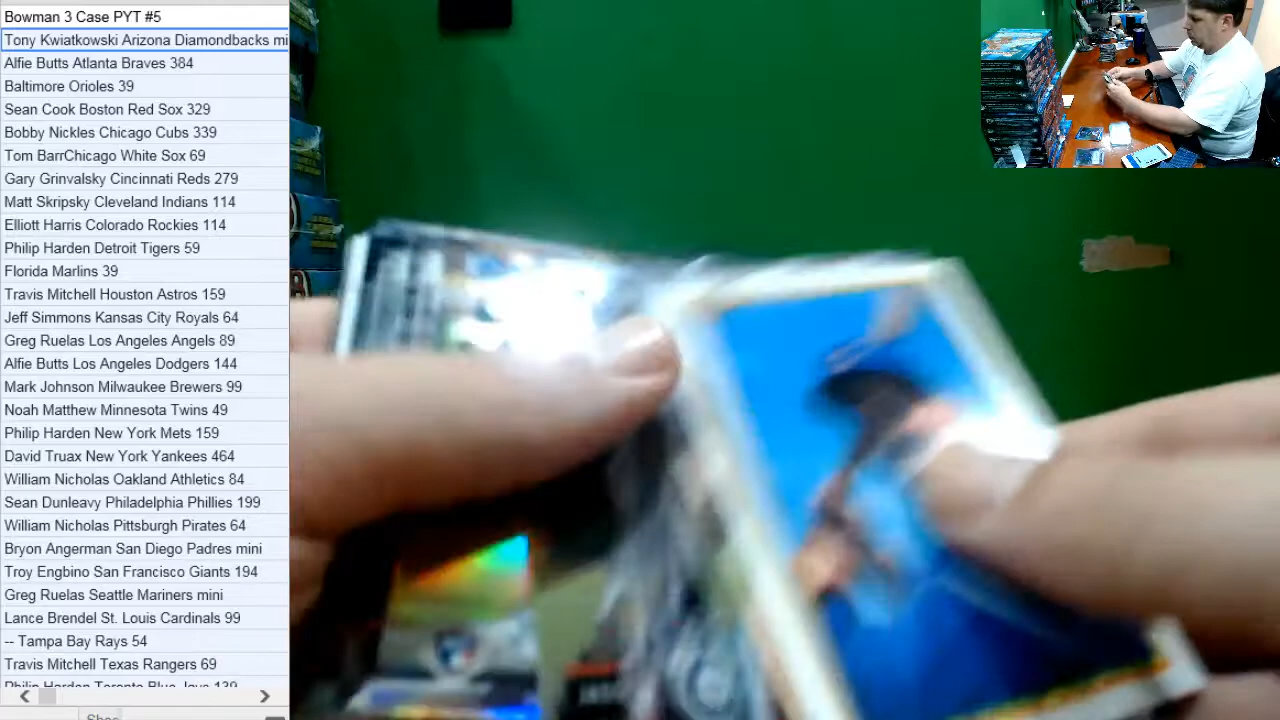 Bowman 3 Case PYT #5
Tony Kwiatkowski Arizona Diamondbacks mi
Alfie Butts Atlanta Braves 384
Baltimore Orioles 39
Sean Cook Boston Red Sox 329
Bobby Nickles Chicago Cubs 339
Tom BarrChicago White Sox 69
Gary Grinvalsky Cincinnati Reds 279
Matt Skripsky Cleveland Indians 114
Elliott Harris Colorado Rockies 114
Philip Harden Detroit Tigers 59
Florida Marlins 39
Travis Mitchell Houston Astros 159
Jeff Simmons Kansas City Royals 64
Greg Ruelas Los Angeles Angels 89
Alfie Butts Los Angeles Dodgers 144
Mark Johnson Milwaukee Brewers 99
Noah Matthew Minnesota Twins 49
Philip Harden New York Mets 159
David Truax New York Yankees 464
William Nicholas Oakland Athletics 84
Sean Dunleavy Philadelphia Phillies 199
William Nicholas Pittsburgh Pirates 64
Bryon Angerman San Diego Padres mini
Troy Engbino San Francisco Giants 194
Greg Ruelas Seattle Mariners mini
Lance Brendel St. Louis Cardinals 99
-- Tampa Bay Rays 54
Travis Mitchell Texas Rangers 69
Philip Harden Toronto Blue Jays 139